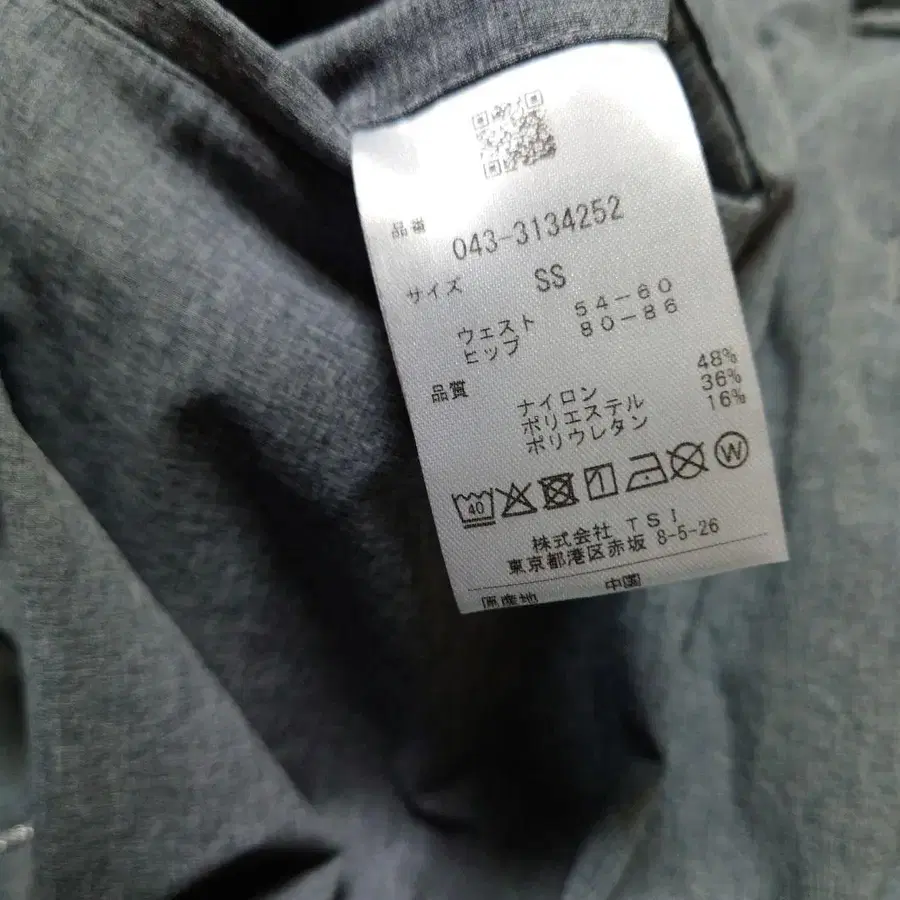 品番 043-3134252
サイズ SS
ウェスト 54-60
ヒップ 80-86
品質
ナイロン 48%
ポリエステル 36%
ポリウレタン 16%
40 W
株式会社 TSI
東京都港区赤坂 8-5-26
原産地 中国